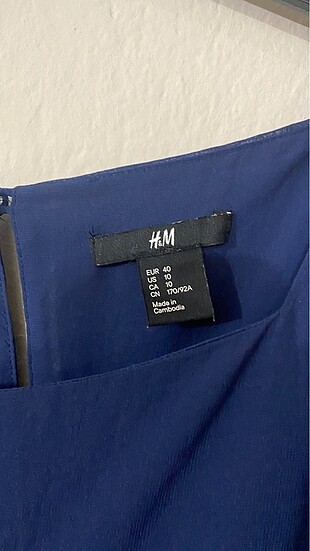 H&M
EUR 40
US 10
CA 10
CN 170/92A
Made in
Cambodia